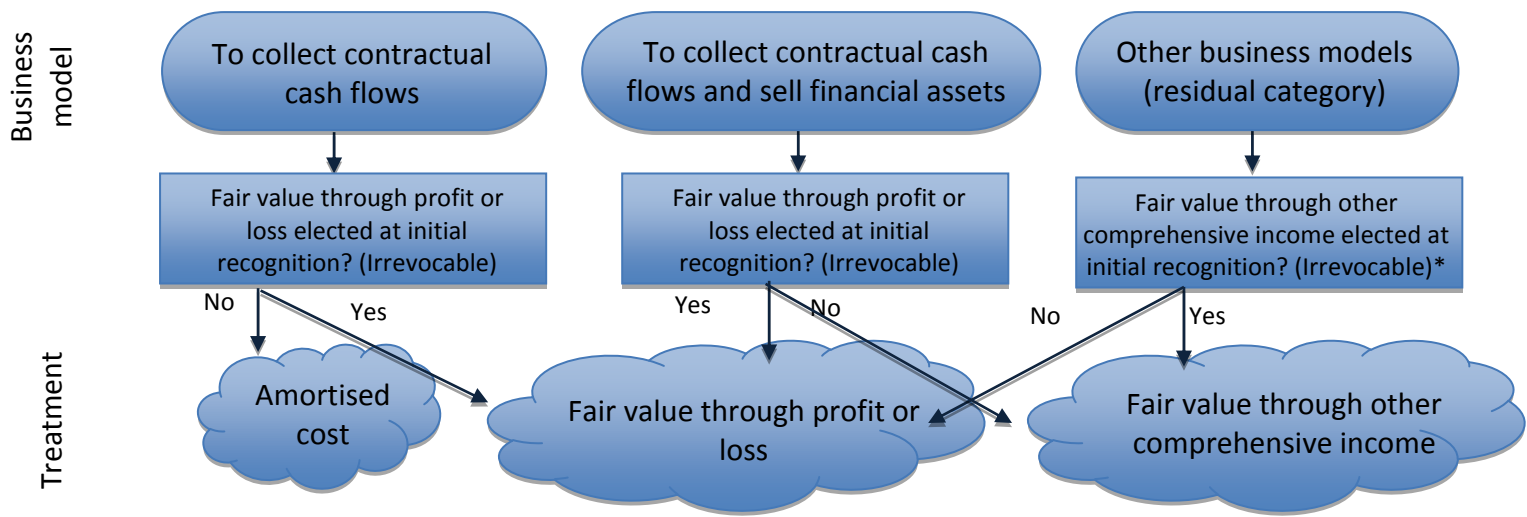 Business
model
To collect contractual
cash flows
To collect contractual cash
flows and sell financial assets
Other business models
(residual category)
Fair value through profit or
loss elected at initial
recognition? (Irrevocable)
Fair value through profit or
loss elected at initial
recognition? (Irrevocable)
Fair value through other
comprehensive income elected at
initial recognition? (Irrevocable)*
No
Yes
Yes
No
No
Yes
Treatment
Amortised
cost
Fair value through profit or
loss
Fair value through other
comprehensive income